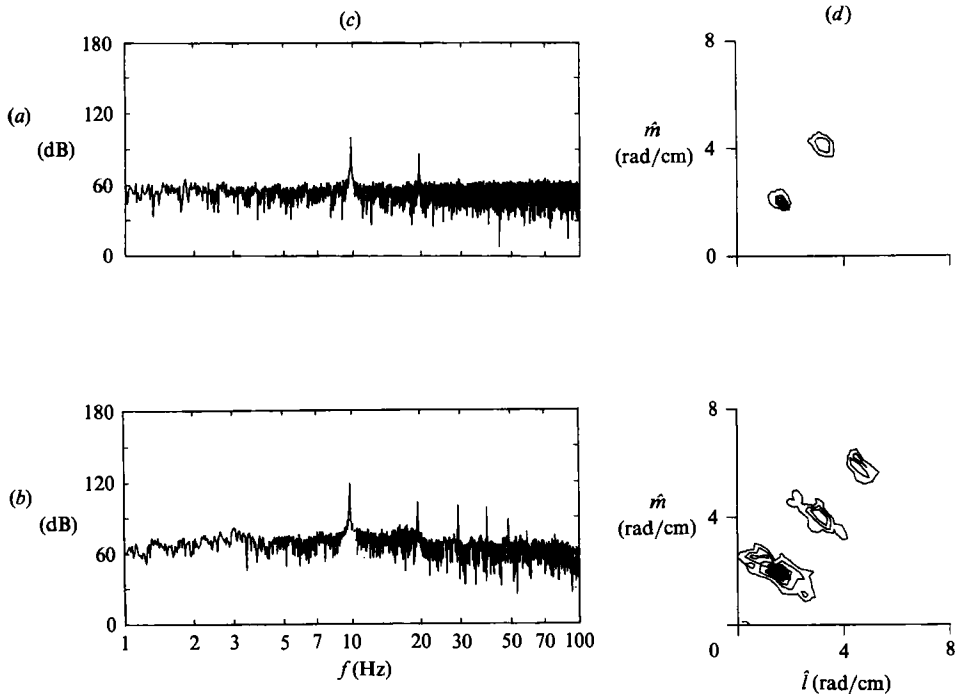 (c)
(d)
180
8
(a)
120
m̂
(dB)
(rad/cm)
4
60
0
0
180
8
(b)
120
m̂
(dB)
(rad/cm)
4
60
0
1 2 3 5 7 10 20 30 50 70 100
0 4 8
f (Hz)
l̂ (rad/cm)